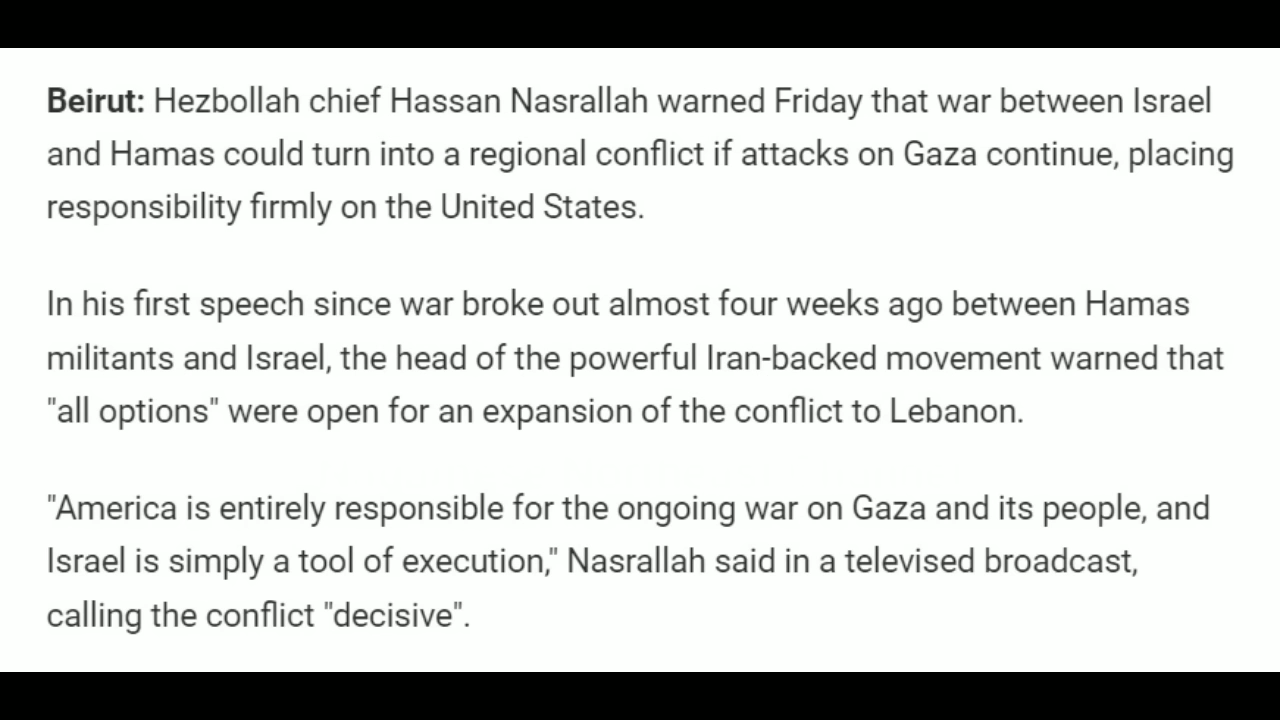 Beirut: Hezbollah chief Hassan Nasrallah warned Friday that war between Israel
and Hamas could turn into a regional conflict if attacks on Gaza continue, placing
responsibility firmly on the United States.
In his first speech since war broke out almost four weeks ago between Hamas
militants and Israel, the head of the powerful Iran-backed movement warned that
"all options" were open for an expansion of the conflict to Lebanon.
"America is entirely responsible for the ongoing war on Gaza and its people, and
Israel is simply a tool of execution," Nasrallah said in a televised broadcast,
calling the conflict "decisive".